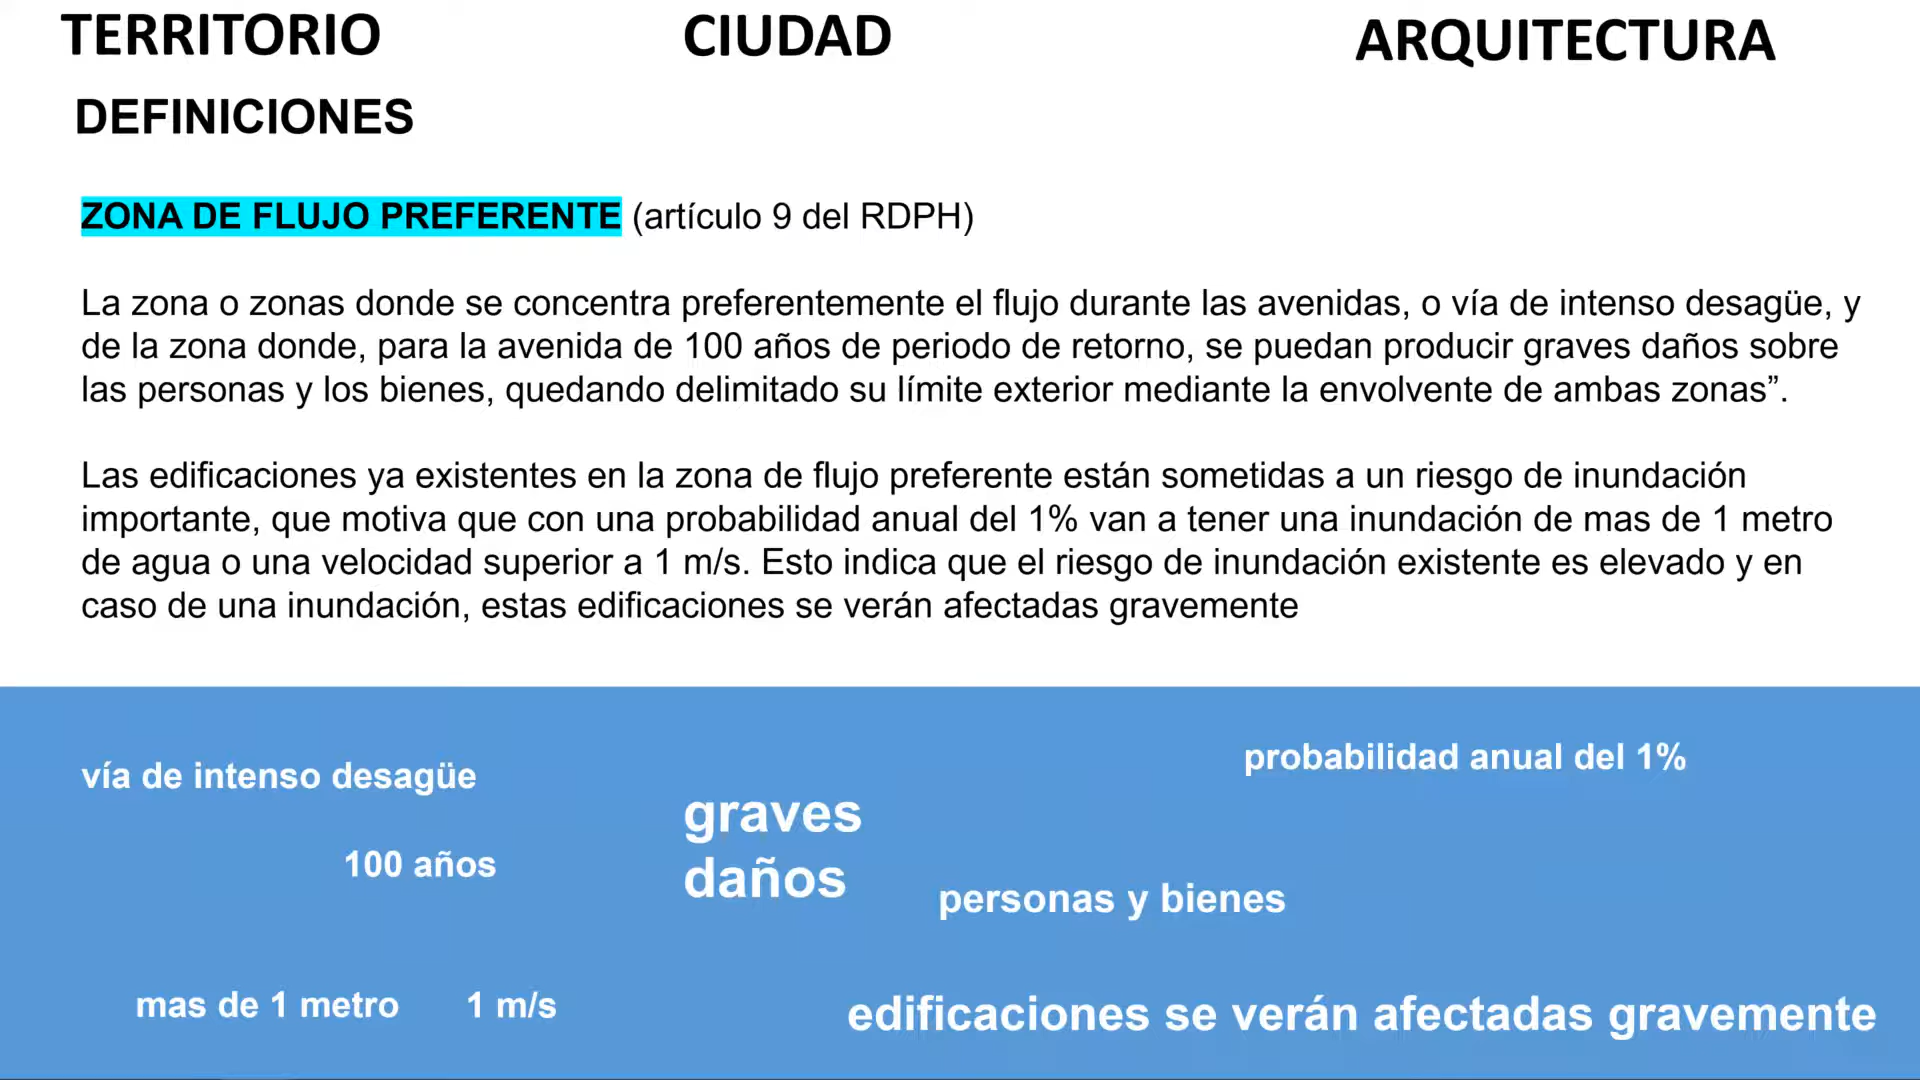 TERRITORIO CIUDAD ARQUITECTURA
DEFINICIONES
ZONA DE FLUJO PREFERENTE (artículo 9 del RDPH)
La zona o zonas donde se concentra preferentemente el flujo durante las avenidas, o vía de intenso desagüe, y
de la zona donde, para la avenida de 100 años de periodo de retorno, se puedan producir graves daños sobre
las personas y los bienes, quedando delimitado su límite exterior mediante la envolvente de ambas zonas”.
Las edificaciones ya existentes en la zona de flujo preferente están sometidas a un riesgo de inundación
importante, que motiva que con una probabilidad anual del 1% van a tener una inundación de mas de 1 metro
de agua o una velocidad superior a 1 m/s. Esto indica que el riesgo de inundación existente es elevado y en
caso de una inundación, estas edificaciones se verán afectadas gravemente
probabilidad anual del 1%
vía de intenso desagüe
graves
daños
100 años
personas y bienes
mas de 1 metro 1 m/s
edificaciones se verán afectadas gravemente